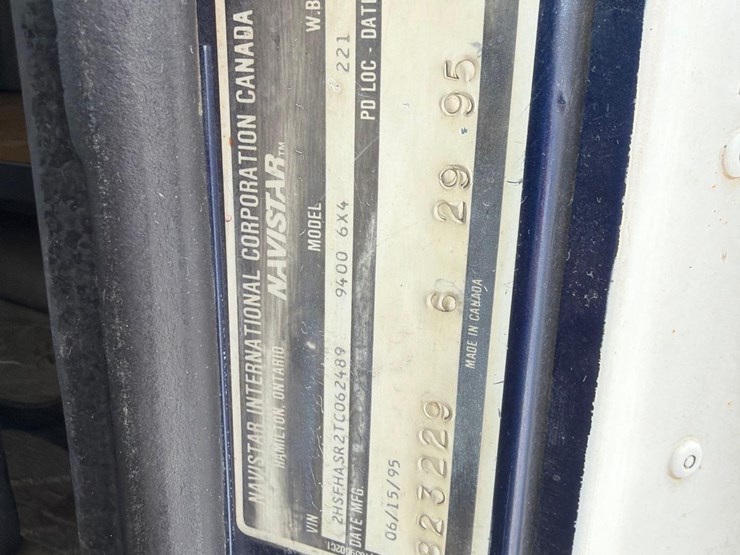 NAVISTAR INTERNATIONAL CORPORATION CANADA
HAMILTON, ONTARIO NAVISTAR TM
VIN MODEL W.B
2HSFHASR2TC062489 9400 6X4 221
DATE MFG. PD LOC - DATE
06/15/95
823229 6 29 95
MADE IN CANADA